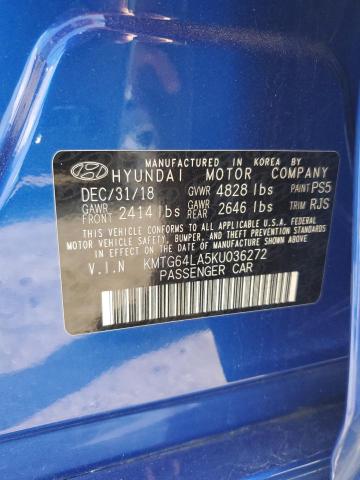 MANUFACTURED IN KOREA BY
HYUNDAI MOTOR COMPANY
DEC/31/18 GVWR 4828 lbs PAINT PS5
GAWR FRONT 2414 lbs GAWR REAR 2646 lbs TRIM RJS
THIS VEHICLE CONFORMS TO ALL APPLICABLE U.S.A. FEDERAL
MOTOR VEHICLE SAFETY, BUMPER, AND THEFT PREVENTION
STANDARDS IN EFFECT ON THE DATE OF MANUFACTURE SHOWN ABOVE.
V.I.N KMTG64LA5KU036272
PASSENGER CAR